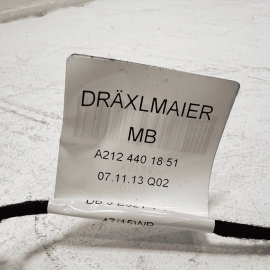 DRÄXLMAIER
MB
A212 440 18 51
07.11.13 Q02